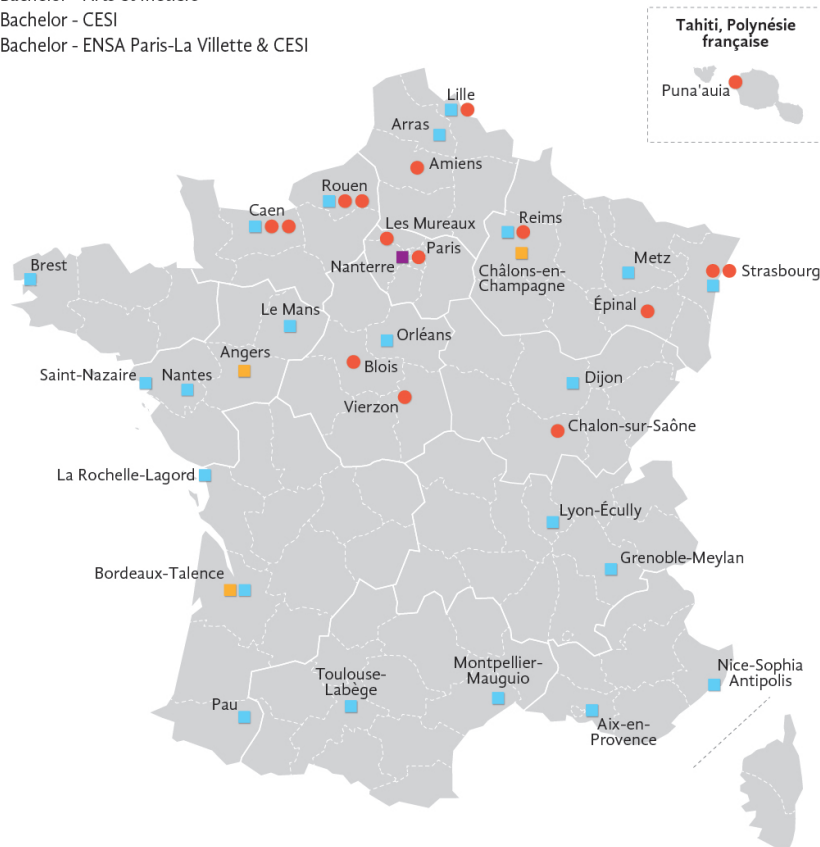 Bachelor - CESI
Bachelor - ENSA Paris-La Villette & CESI
Tahiti, Polynésie
française
Puna'auia
Lille
Arras
Amiens
Rouen
Caen
Les Mureaux
Paris
Nanterre
Reims
Châlons-en-
Champagne
Metz
Strasbourg
Épinal
Brest
Le Mans
Orléans
Angers
Blois
Saint-Nazaire
Nantes
Vierzon
Dijon
Chalon-sur-Saône
La Rochelle-Lagord
Lyon-Écully
Grenoble-Meylan
Bordeaux-Talence
Toulouse-
Labège
Montpellier-
Mauguio
Nice-Sophia
Antipolis
Pau
Aix-en-
Provence